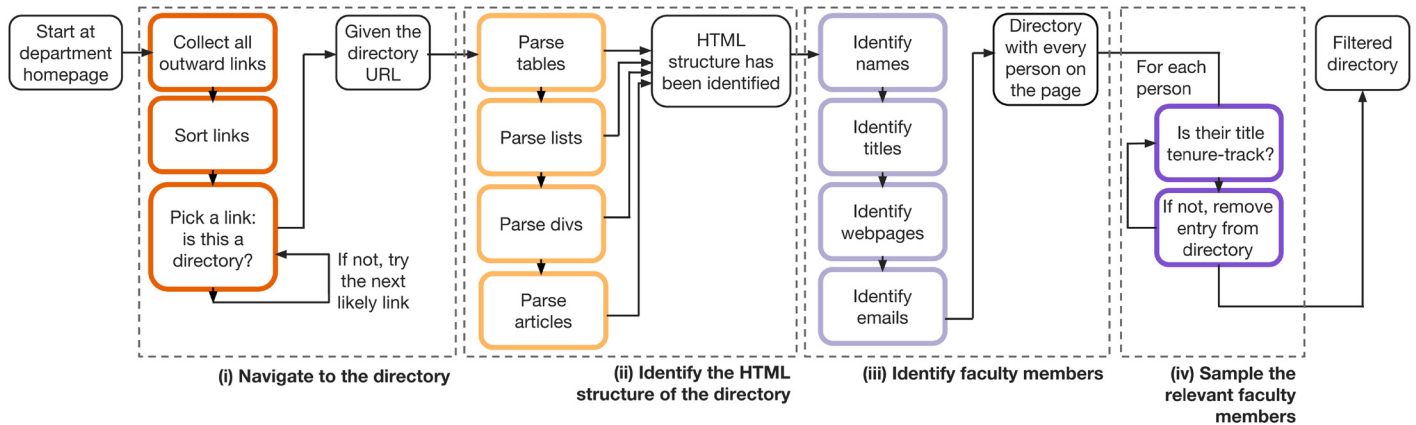 Start at
department
homepage
Collect all
outward links
Sort links
Pick a link:
is this a
directory?
If not, try
the next
likely link
Given the
directory
URL
(i) Navigate to the directory
Parse
tables
Parse lists
Parse divs
Parse
articles
HTML
structure has
been identified
(ii) Identify the HTML
structure of the directory
Identify
names
Identify
titles
Identify
webpages
Identify
emails
Directory
with every
person on
the page
(iii) Identify faculty members
For each
person
Is their title
tenure-track?
If not, remove
entry from
directory
(iv) Sample the
relevant faculty
members
Filtered
directory